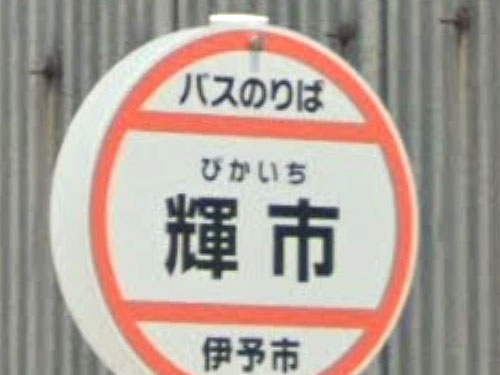 バスのりば
ぴかいち
輝市
伊予市